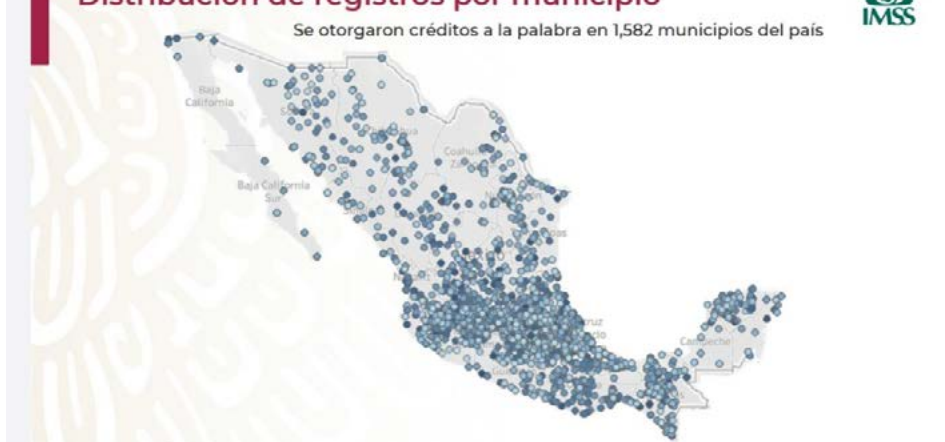 Distribución de registros por municipio
IMSS
Se otorgaron créditos a la palabra en 1,582 municipios del país
Baja
California
Baja California
Sur
Campeche